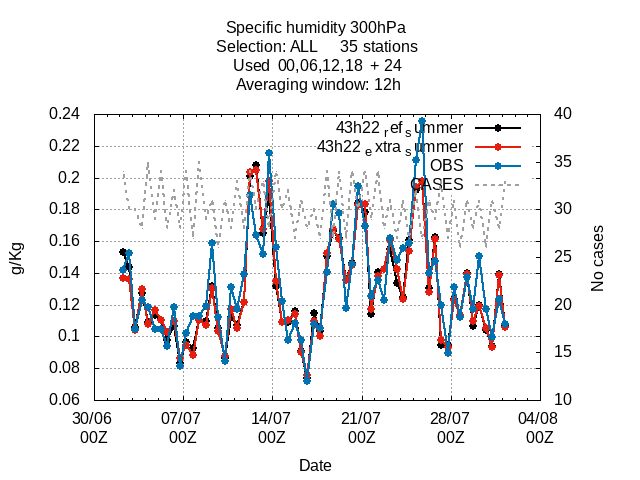 Specific humidity 300hPa
Selection: ALL 35 stations
Used 00,06,12,18 + 24
Averaging window: 12h
0.24
0.22
0.2
0.18
0.16
0.14
0.12
0.1
0.08
0.06
g/Kg
43h22 ref summer
43h22 extra summer
OBS
CASES
40
35
30
25
20
15
10
No cases
30/06 07/07 14/07 21/07 28/07 04/08
00Z 00Z 00Z 00Z 00Z 00Z
Date